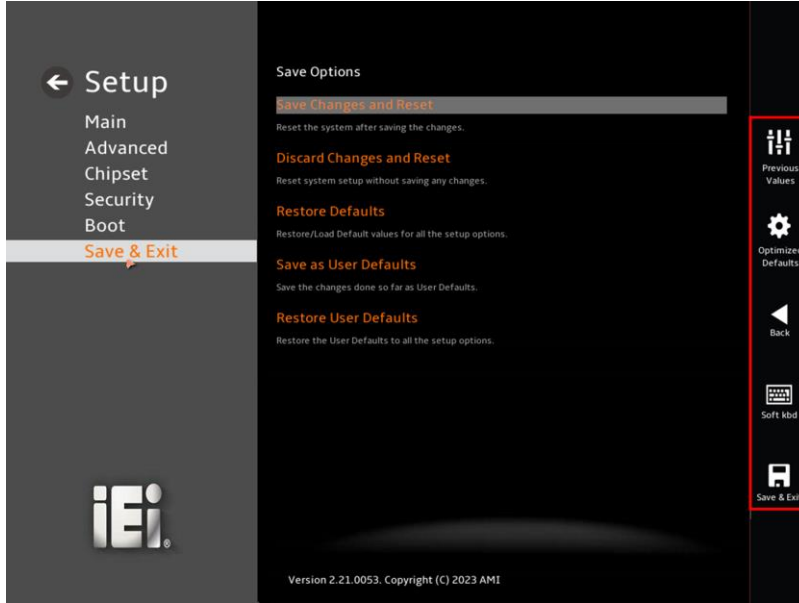 Setup
Main
Advanced
Chipset
Security
Boot
Save & Exit
iEi®
Save Options
Save Changes and Reset
Reset the system after saving the changes.
Discard Changes and Reset
Reset system setup without saving any changes.
Restore Defaults
Restore/Load Default values for all the setup options.
Save as User Defaults
Save the changes done so far as User Defaults.
Restore User Defaults
Restore the User Defaults to all the setup options.
Version 2.21.0053. Copyright (C) 2023 AMI
Previous
Values
Optimized
Defaults
Back
Soft kbd
Save & Exit